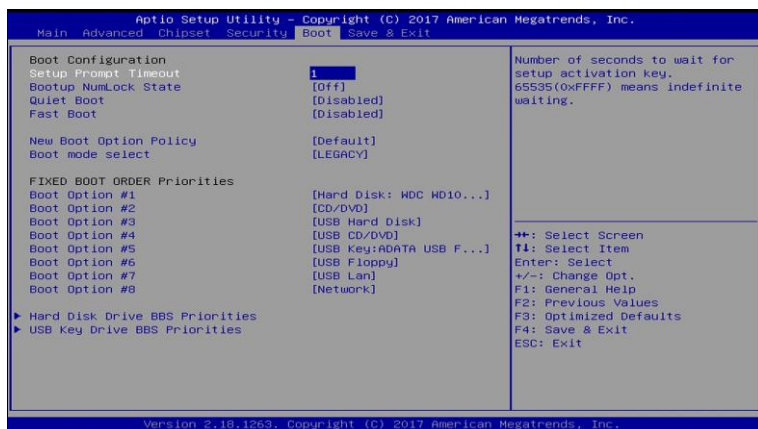 Aptio Setup Utility – Copyright (C) 2017 American Megatrends, Inc.
Main Advanced Chipset Security Boot Save & Exit
Boot Configuration
Setup Prompt Timeout 1
Bootup NumLock State [Off]
Quiet Boot [Disabled]
Fast Boot [Disabled]
New Boot Option Policy [Default]
Boot mode select [LEGACY]
FIXED BOOT ORDER Priorities
Boot Option #1 [Hard Disk: WDC WD10...]
Boot Option #2 [CD/DVD]
Boot Option #3 [USB Hard Disk]
Boot Option #4 [USB CD/DVD]
Boot Option #5 [USB Key:ADATA USB F...]
Boot Option #6 [USB Floppy]
Boot Option #7 [USB Lan]
Boot Option #8 [Network]
Hard Disk Drive BBS Priorities
USB Key Drive BBS Priorities
Number of seconds to wait for
setup activation key.
65535(0xFFFF) means indefinite
waiting.
→←: Select Screen
↑↓: Select Item
Enter: Select
+/-: Change Opt.
F1: General Help
F2: Previous Values
F3: Optimized Defaults
F4: Save & Exit
ESC: Exit
Version 2.18.1263. Copyright (C) 2017 American Megatrends, Inc.